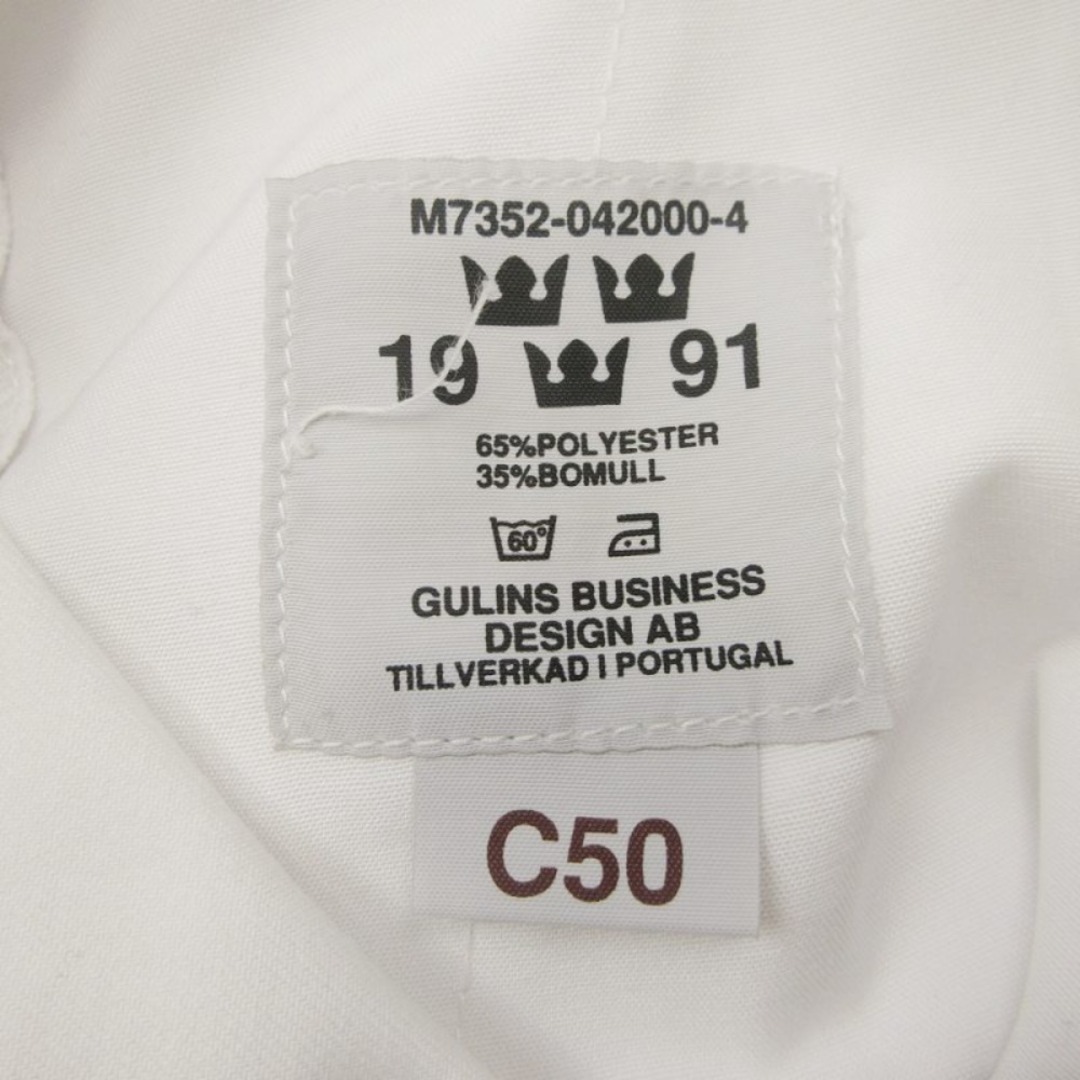 M7352-042000-4
19 91
65%POLYESTER
35%BOMULL
60°
GULINS BUSINESS
DESIGN AB
TILLVERKAD I PORTUGAL
C50